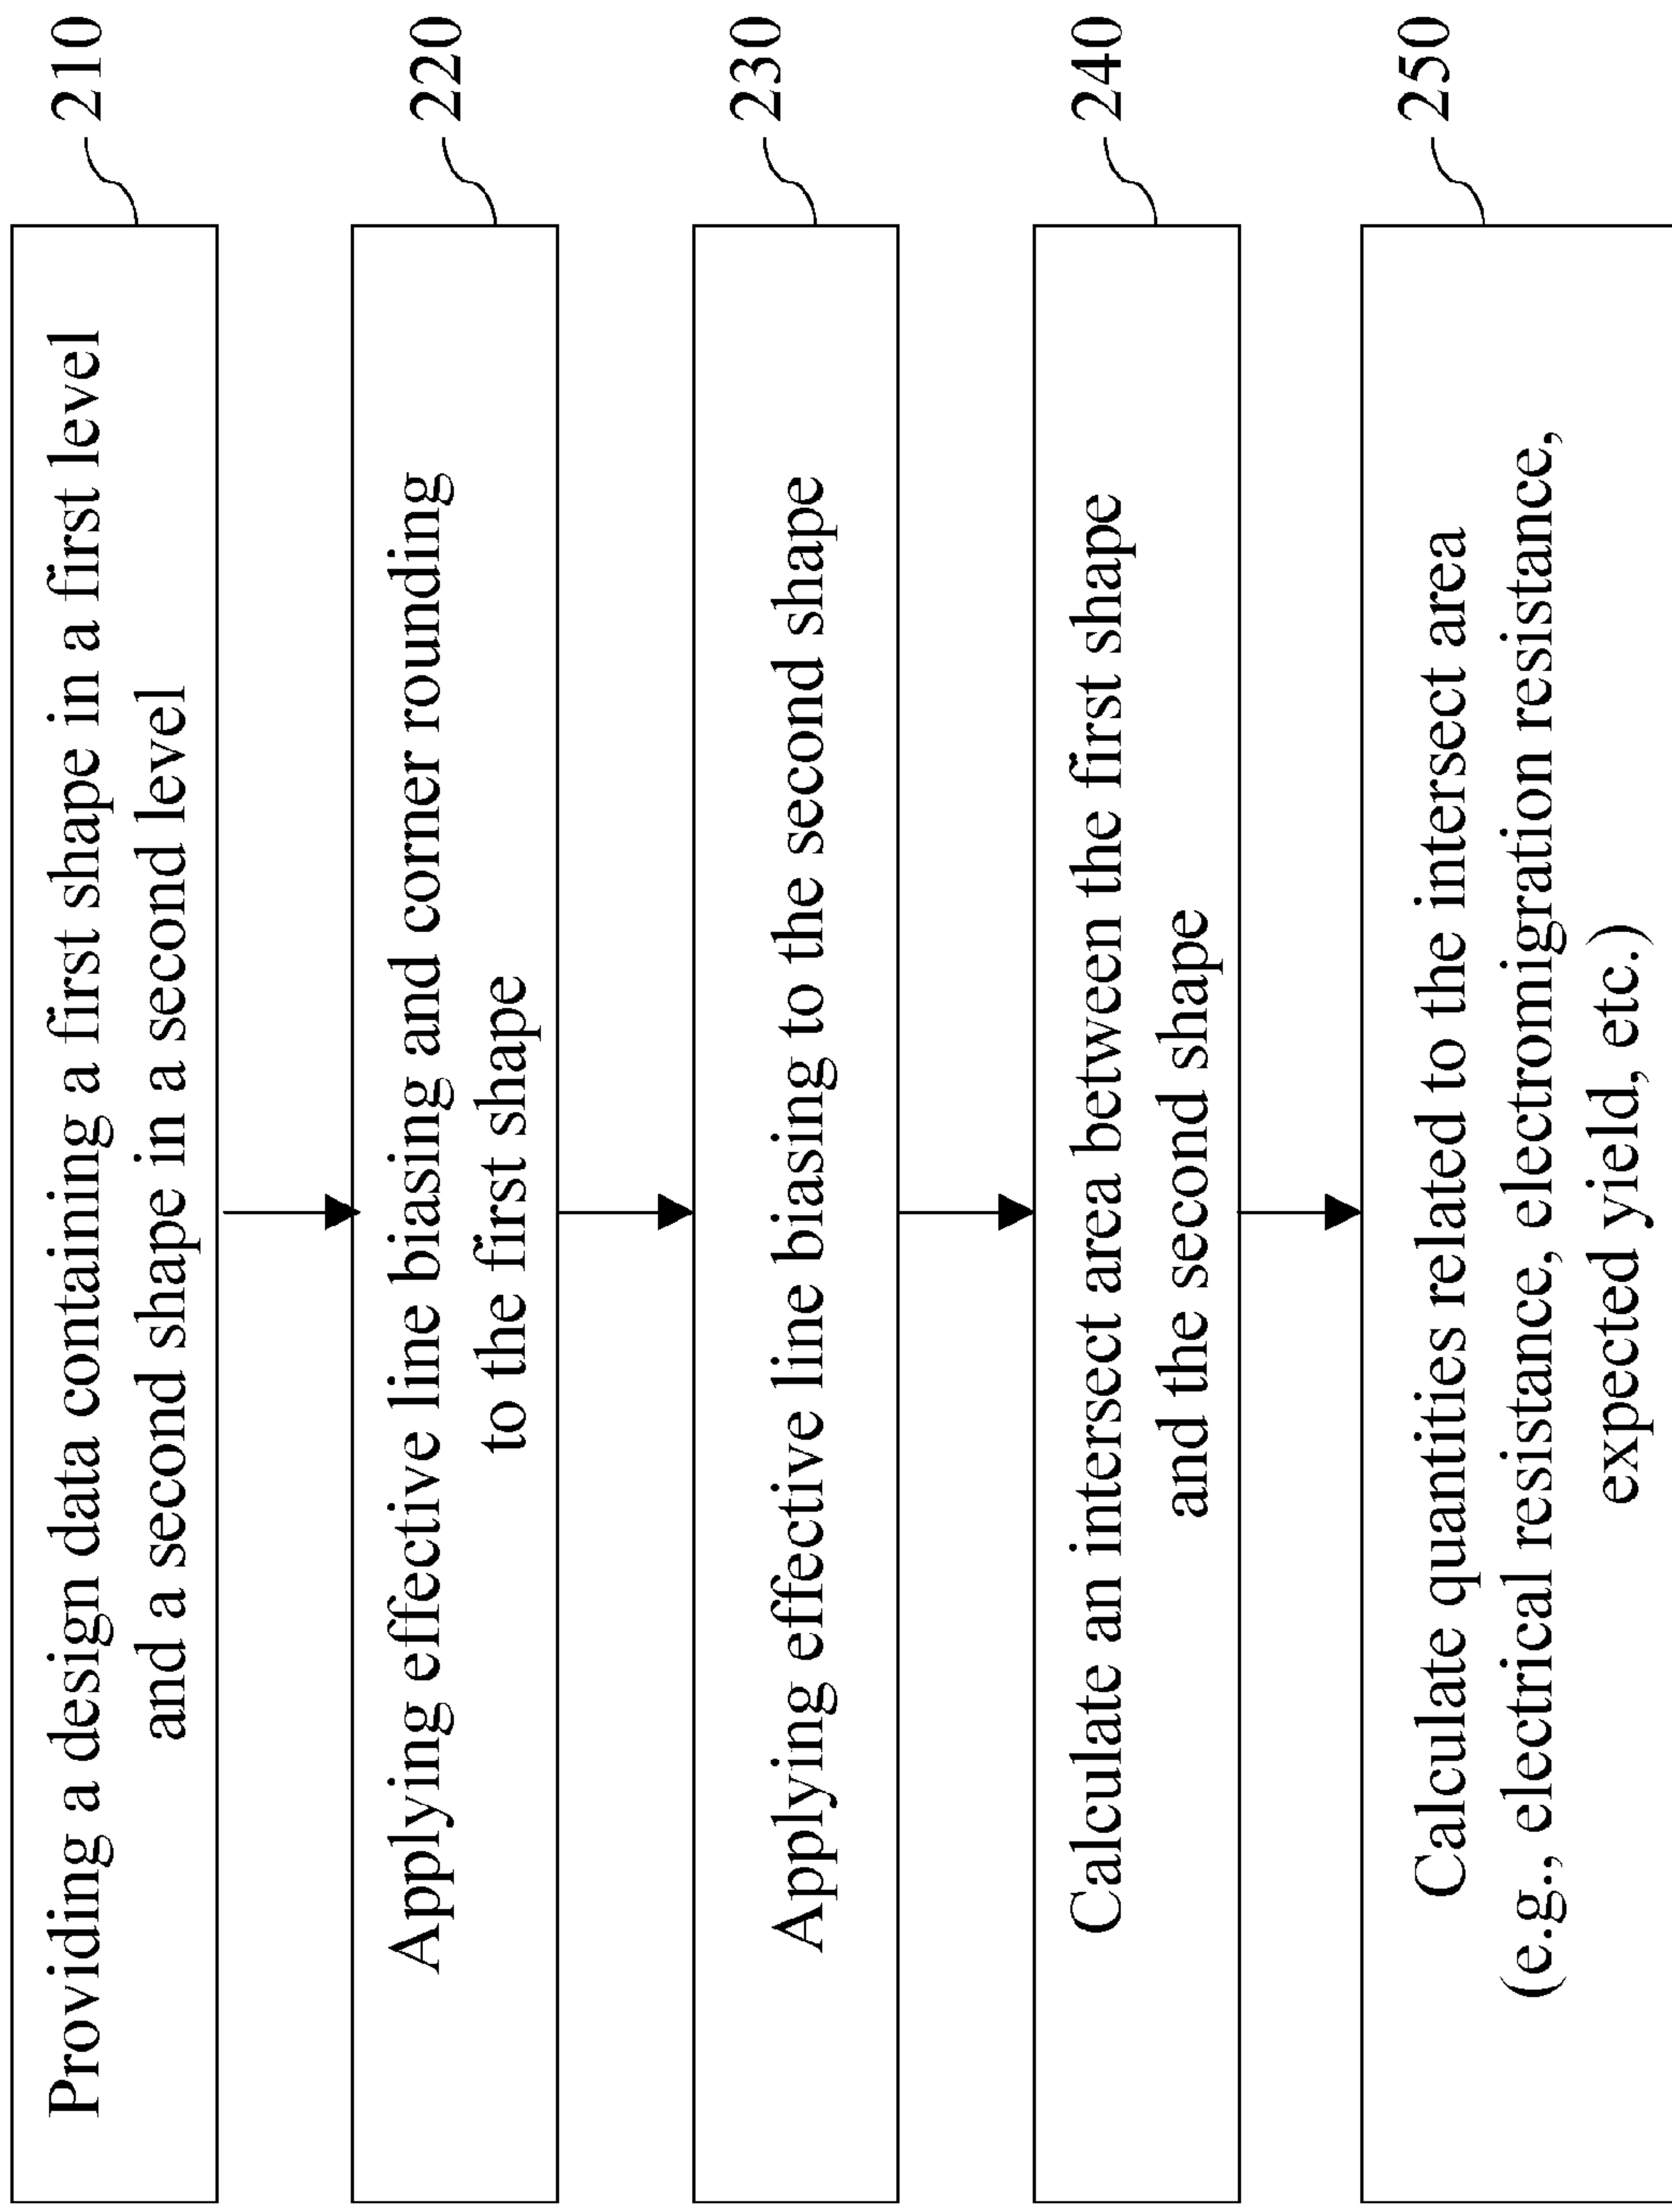 Providing a design data containing a first shape in a first level
and a second shape in a second level
210
Applying effective line biasing and corner rounding
to the first shape
220
Applying effective line biasing to the second shape
230
Calculate an intersect area between the first shape
and the second shape
240
Calculate quantities related to the intersect area
(e.g., electrical resistance, electromigration resistance,
expected yield, etc.)
250